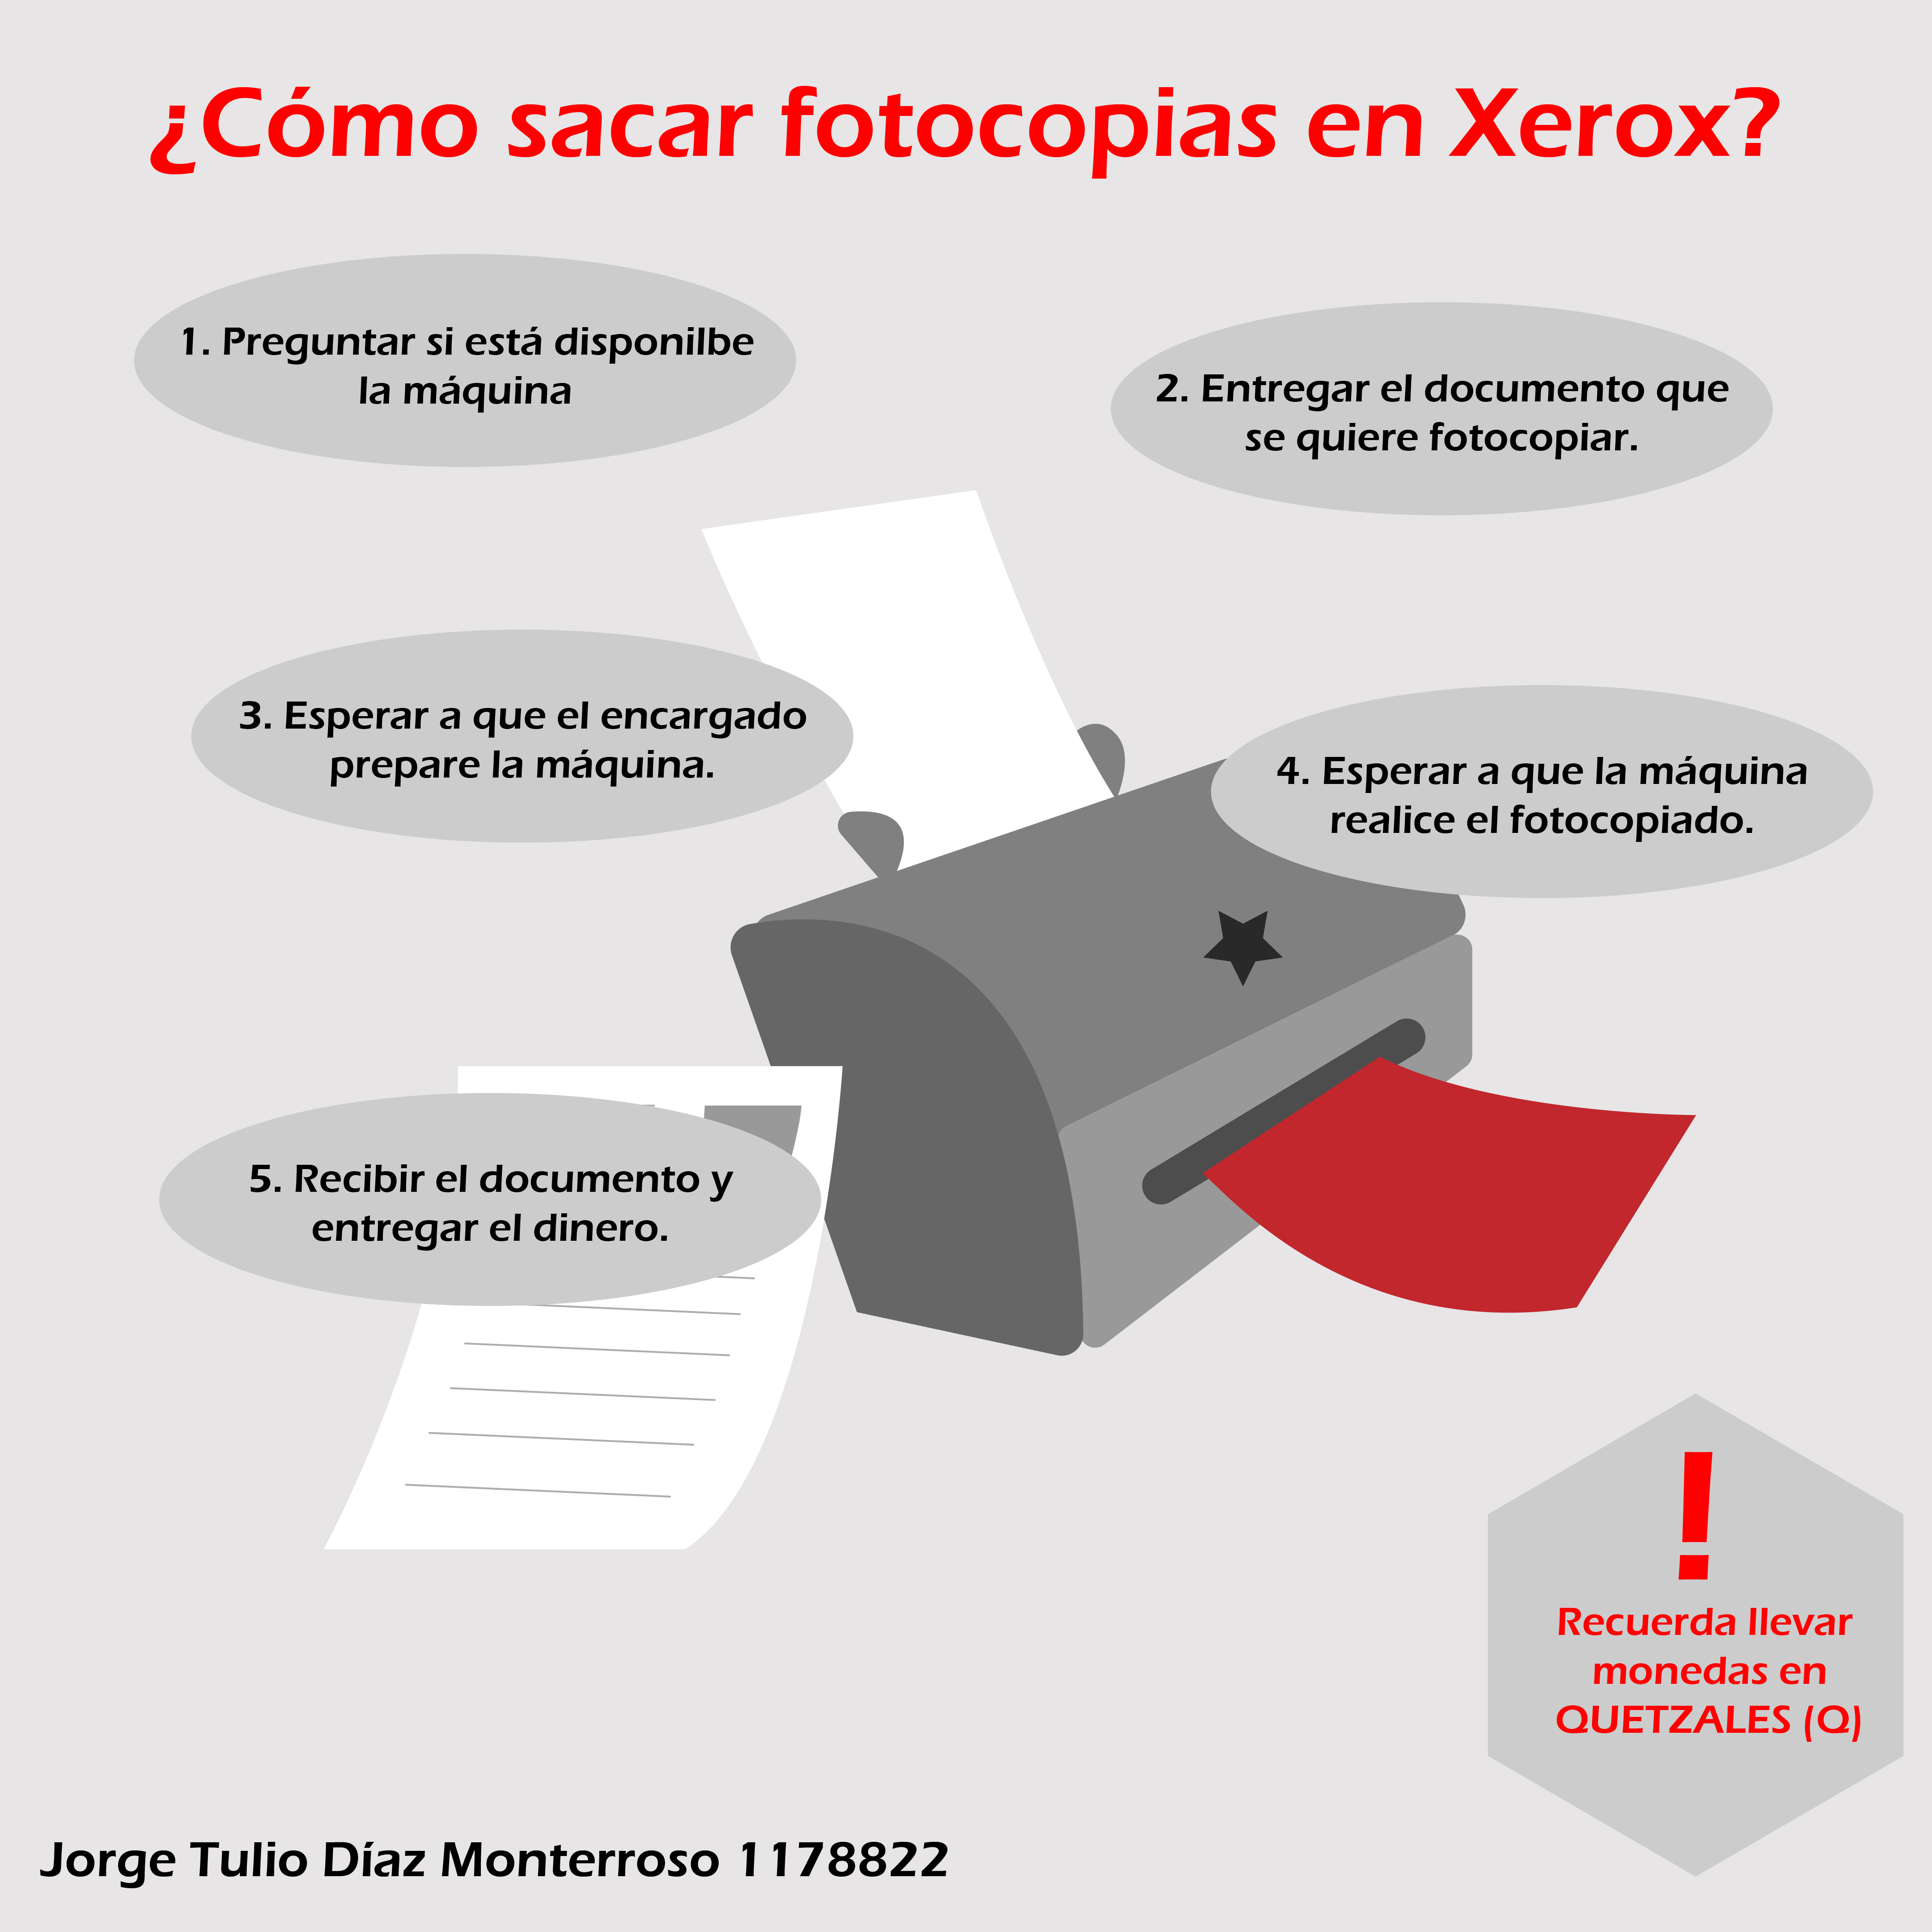 ¿Cómo sacar fotocopias en Xerox?
1. Preguntar si está disponilbe
la máquina
2. Entregar el documento que
se quiere fotocopiar.
3. Esperar a que el encargado
prepare la máquina.
4. Esperar a que la máquina
realice el fotocopiado.
5. Recibir el documento y
entregar el dinero.
!
Recuerda llevar
monedas en
QUETZALES (Q)
Jorge Tulio Díaz Monterroso 1178822